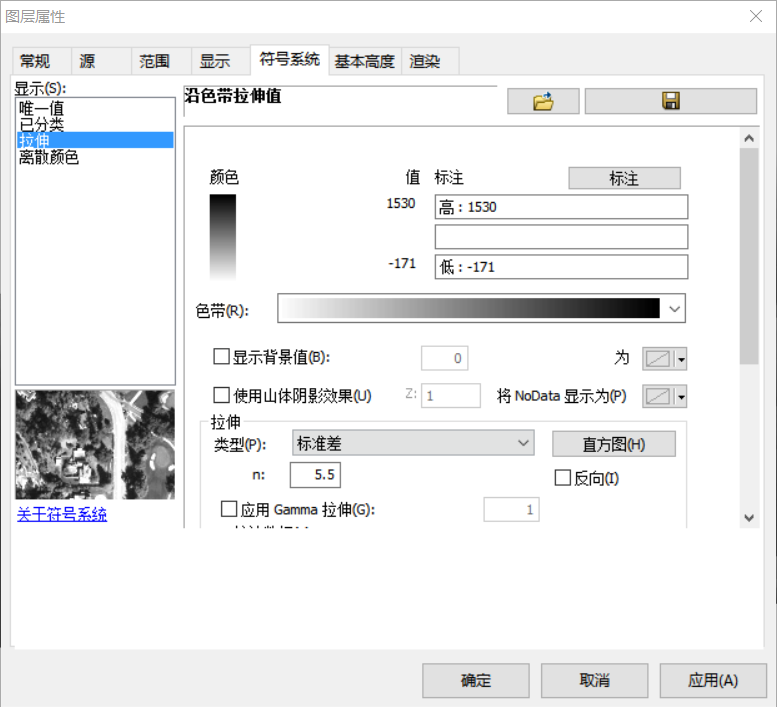 图层属性
常规 源 范围 显示 符号系统 基本高度 渲染
显示(S):
唯一值
已分类
拉伸
离散颜色
沿色带拉伸值
颜色 值 标注 标注
1530 高 : 1530
-171 低 : -171
色带(R):
显示背景值(B): 0 为
使用山体阴影效果(U) Z: 1 将 NoData 显示为(P)
拉伸
类型(P): 标准差 直方图(H)
n: 5.5 反向(I)
应用 Gamma 拉伸(G): 1
关于符号系统
确定 取消 应用(A)